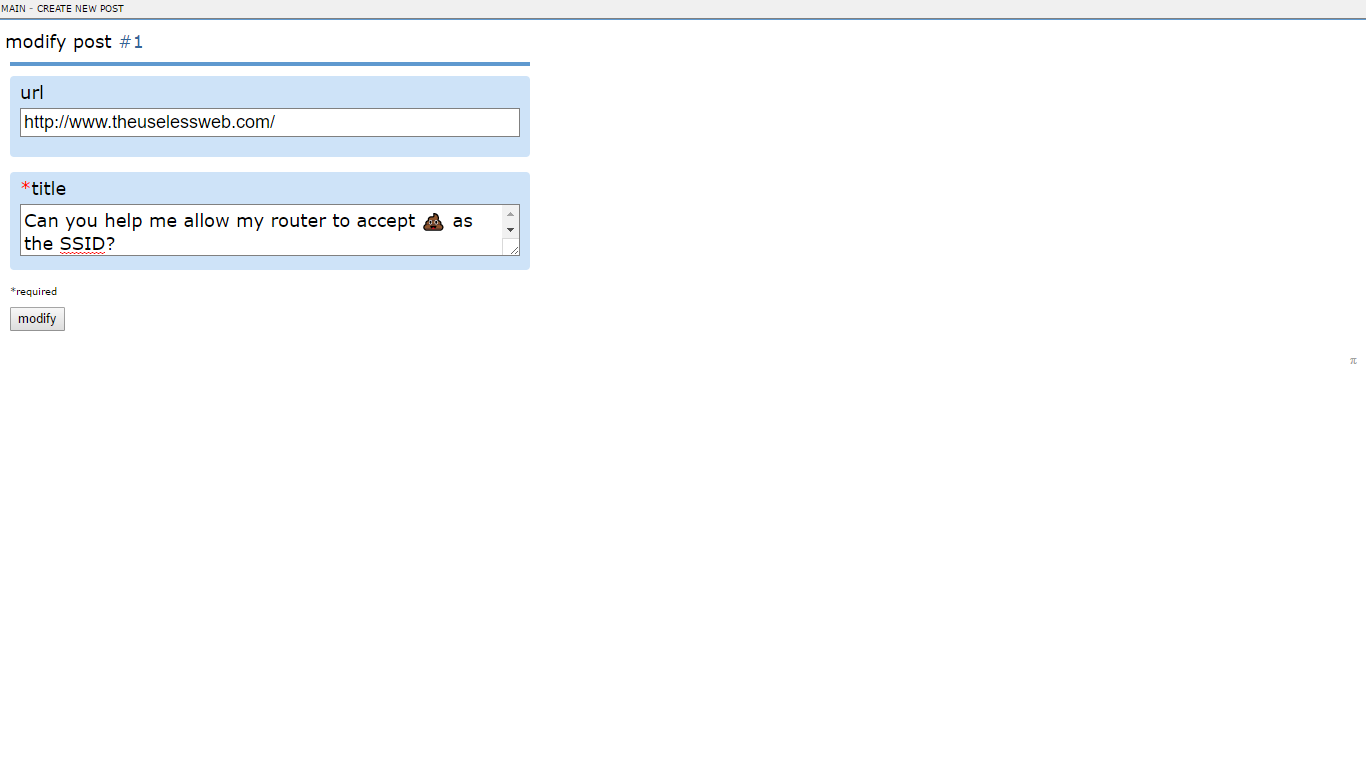 MAIN - CREATE NEW POST
modify post #1
url
http://www.theuselessweb.com/
*title
Can you help me allow my router to accept 💩 as
the SSID?
*required
modify
π